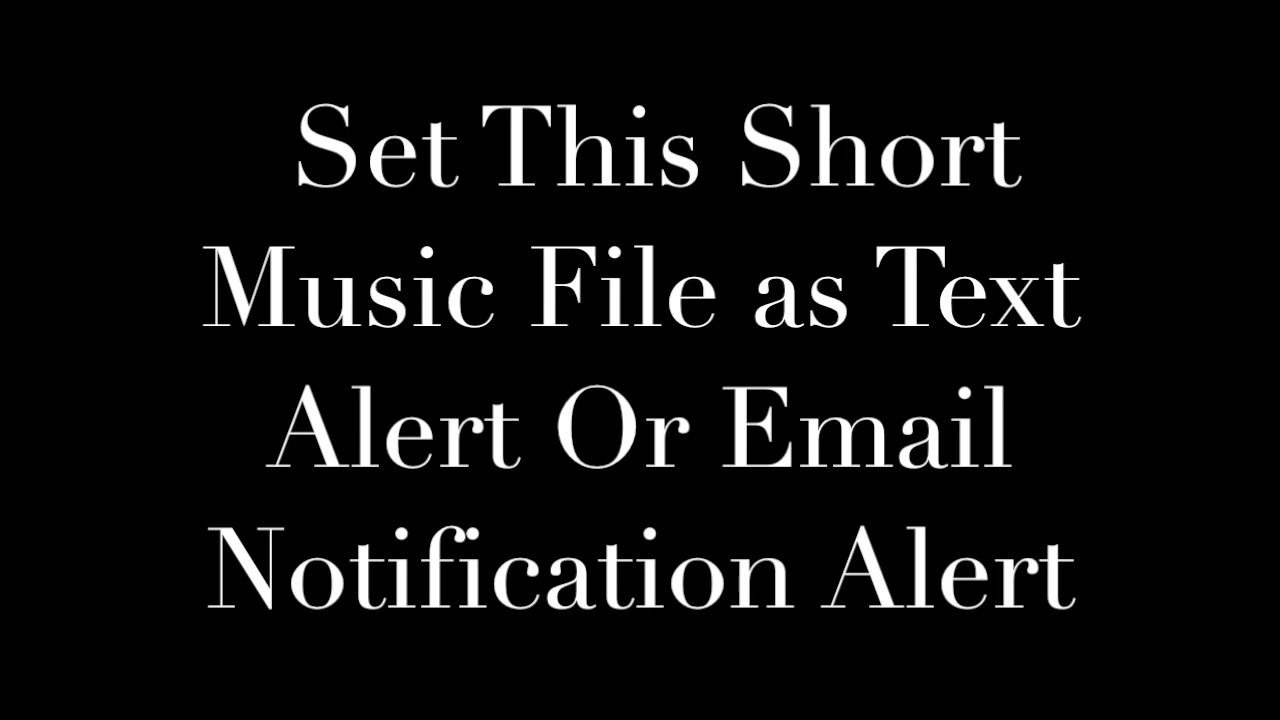 Set This Short
Music File as Text
Alert Or Email
Notification Alert